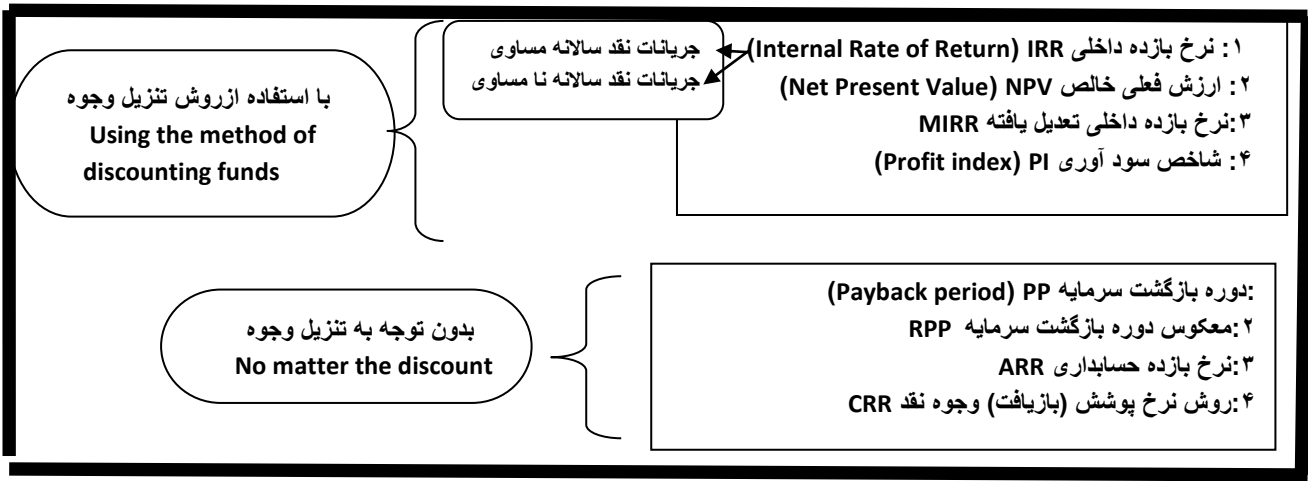 ۱: نرخ بازده داخلی IRR (Internal Rate of Return)
۲: ارزش فعلی خالص NPV (Net Present Value)
۳:نرخ بازده داخلی تعدیل یافته MIRR
۴: شاخص سود آوری PI (Profit index)
جریانات نقد سالانه مساوی
جریانات نقد سالانه نا مساوی
با استفاده ازروش تنزیل وجوه
Using the method of
discounting funds
:دوره بازگشت سرمایه PP (Payback period)
۲:معکوس دوره بازگشت سرمایه RPP
۳:نرخ بازده حسابداری ARR
۴:روش نرخ پوشش (بازیافت) وجوه نقد CRR
بدون توجه به تنزیل وجوه
No matter the discount